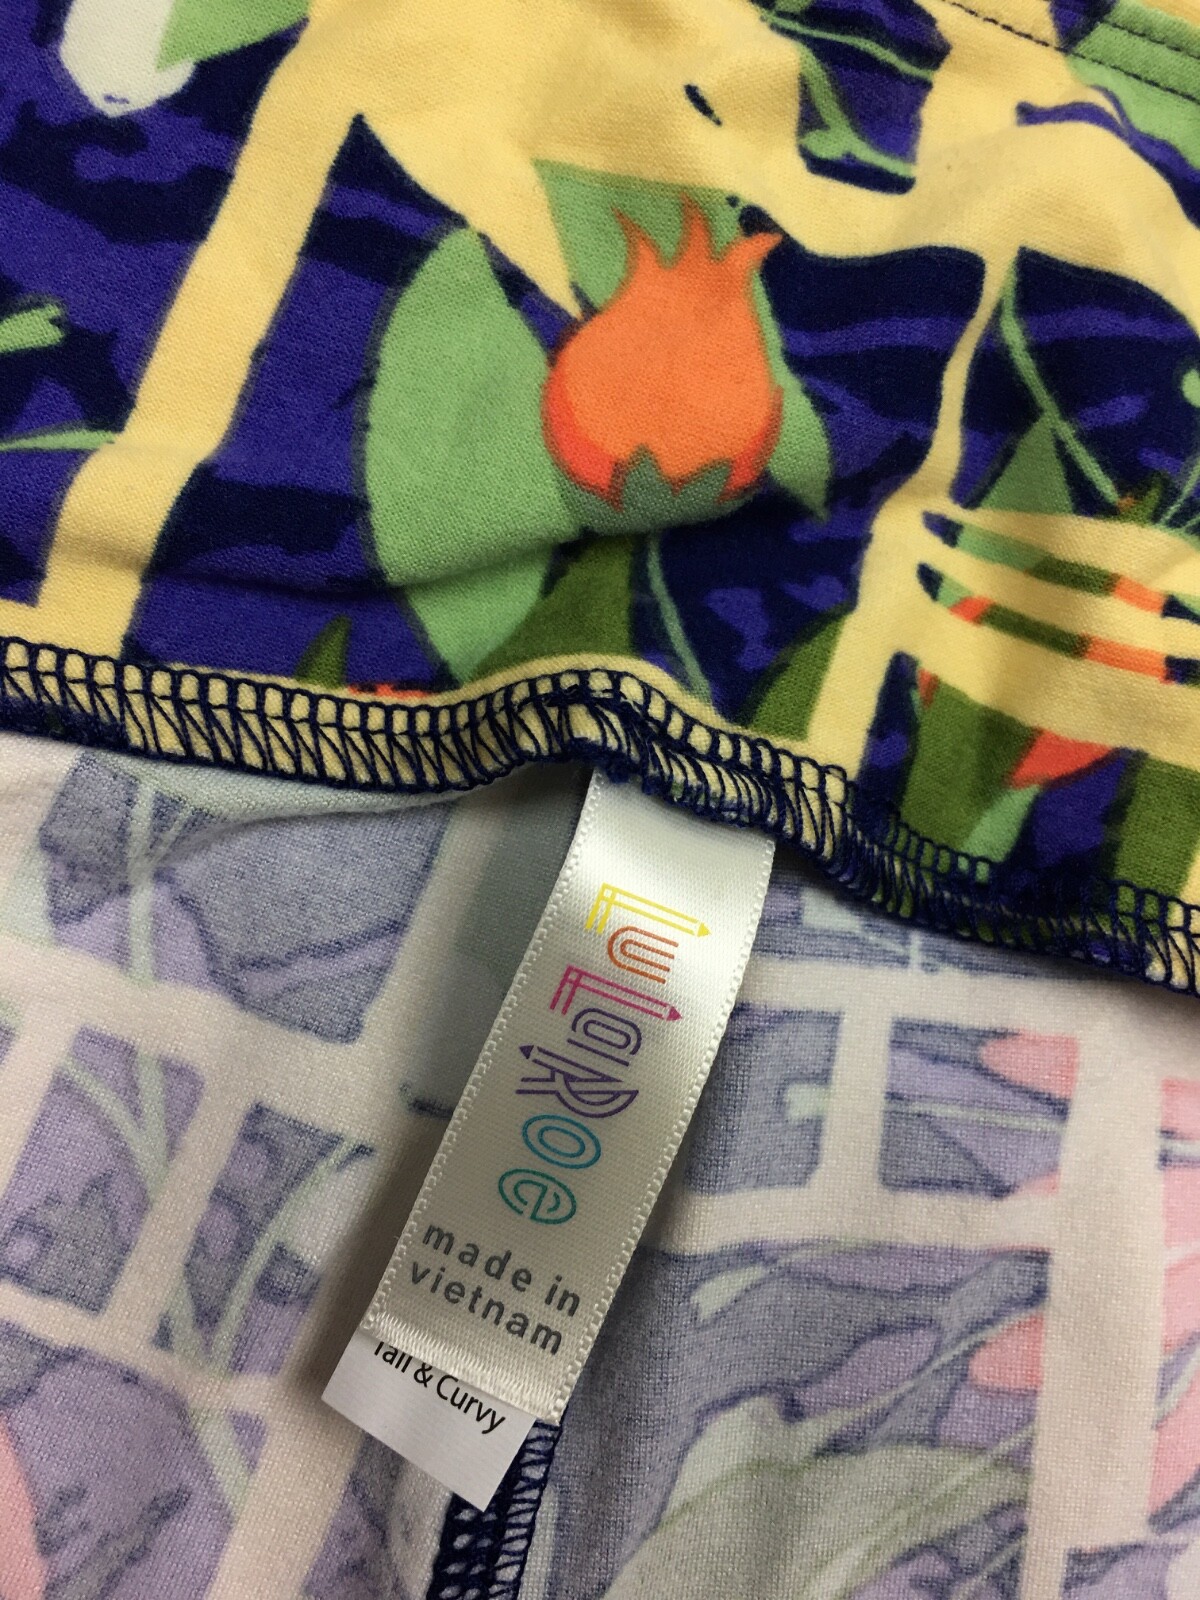 LuLaRoe
made in
vietnam
Tall & Curvy